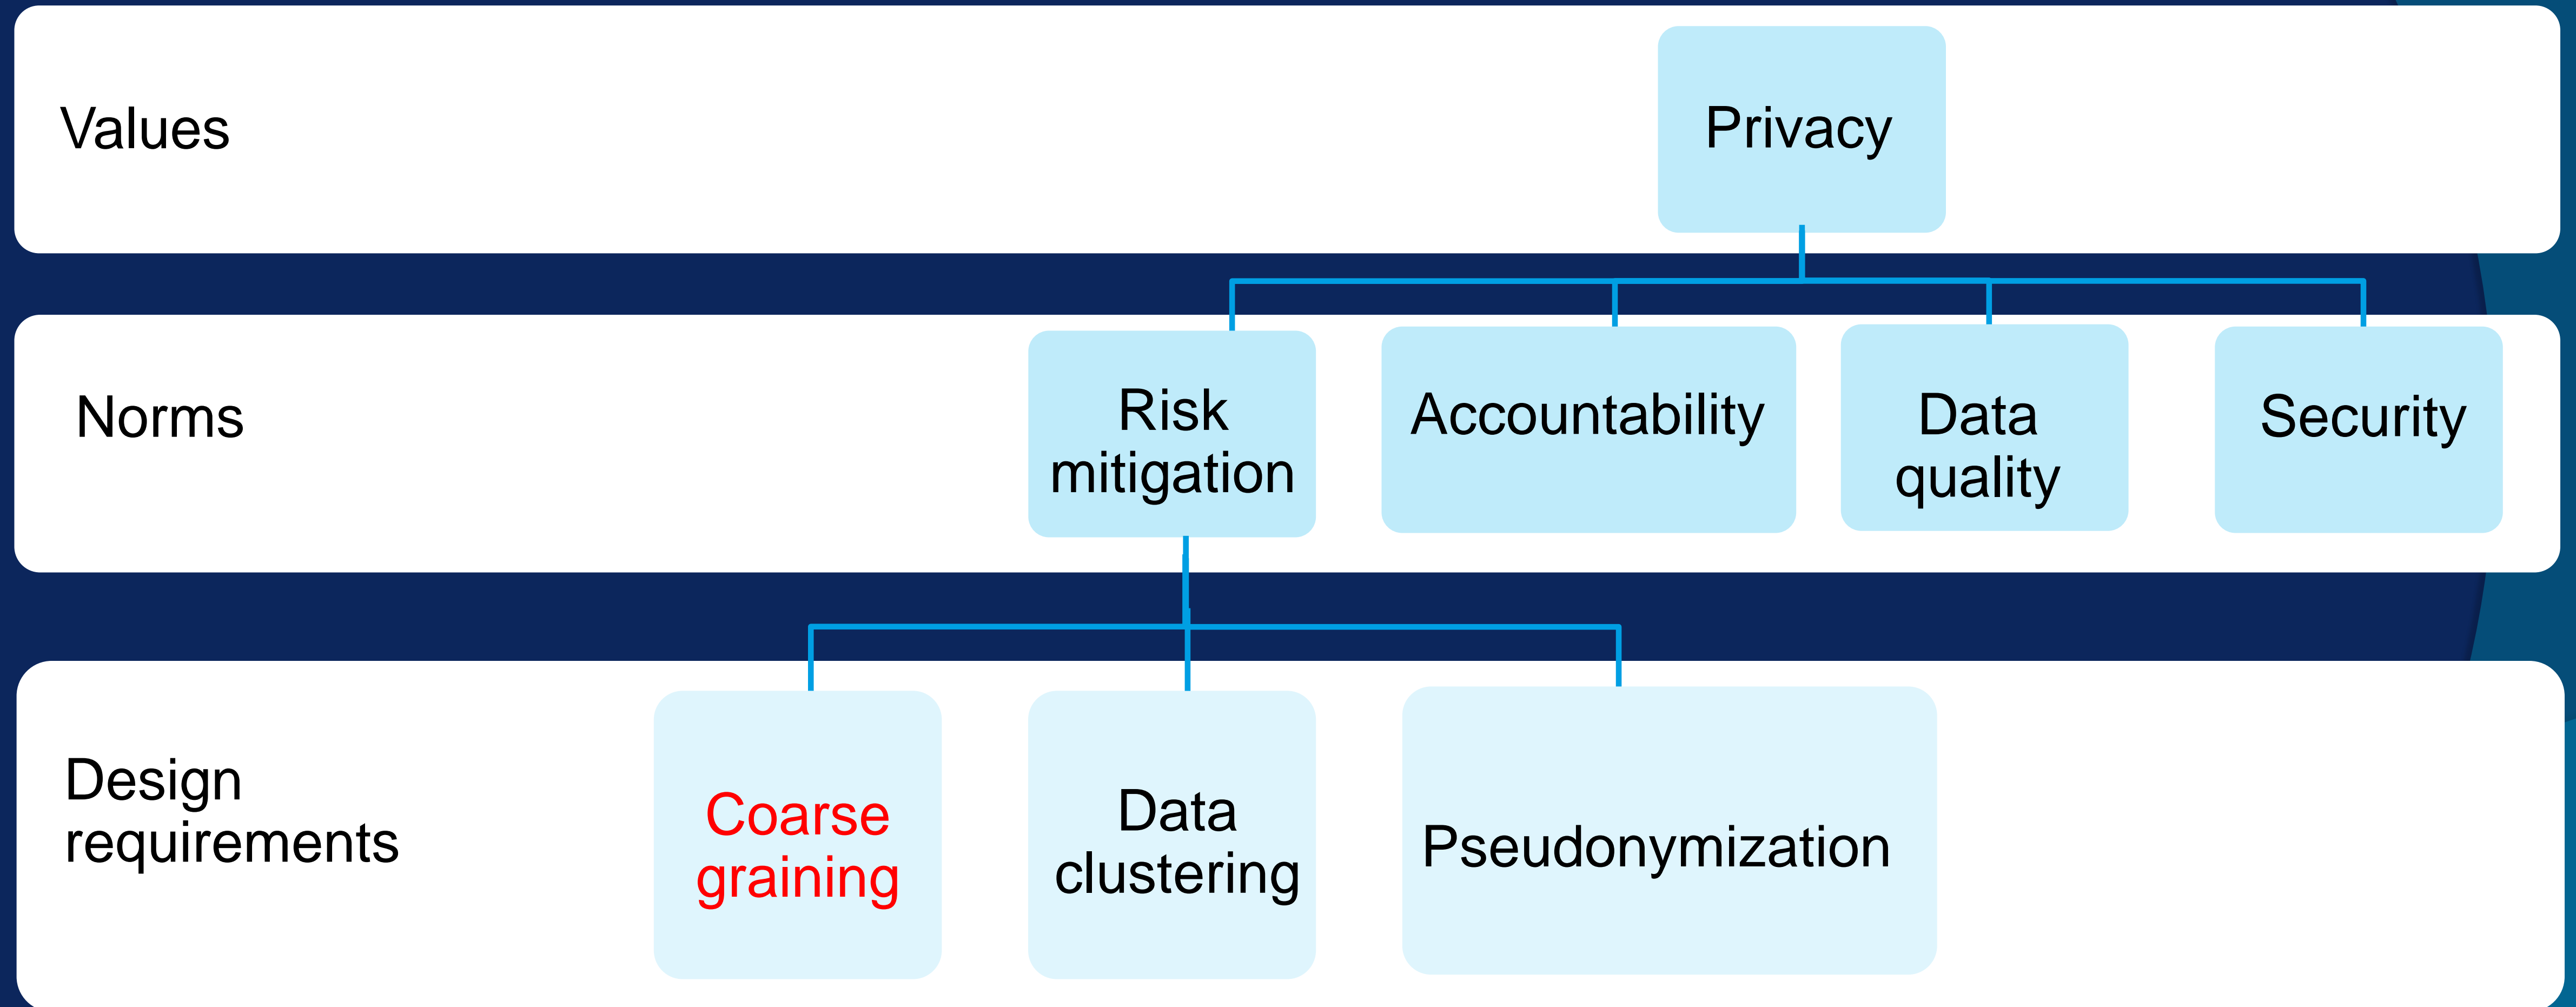 Values
Privacy
Norms
Risk
mitigation
Accountability
Data
quality
Security
Design
requirements
Coarse
graining
Data
clustering
Pseudonymization